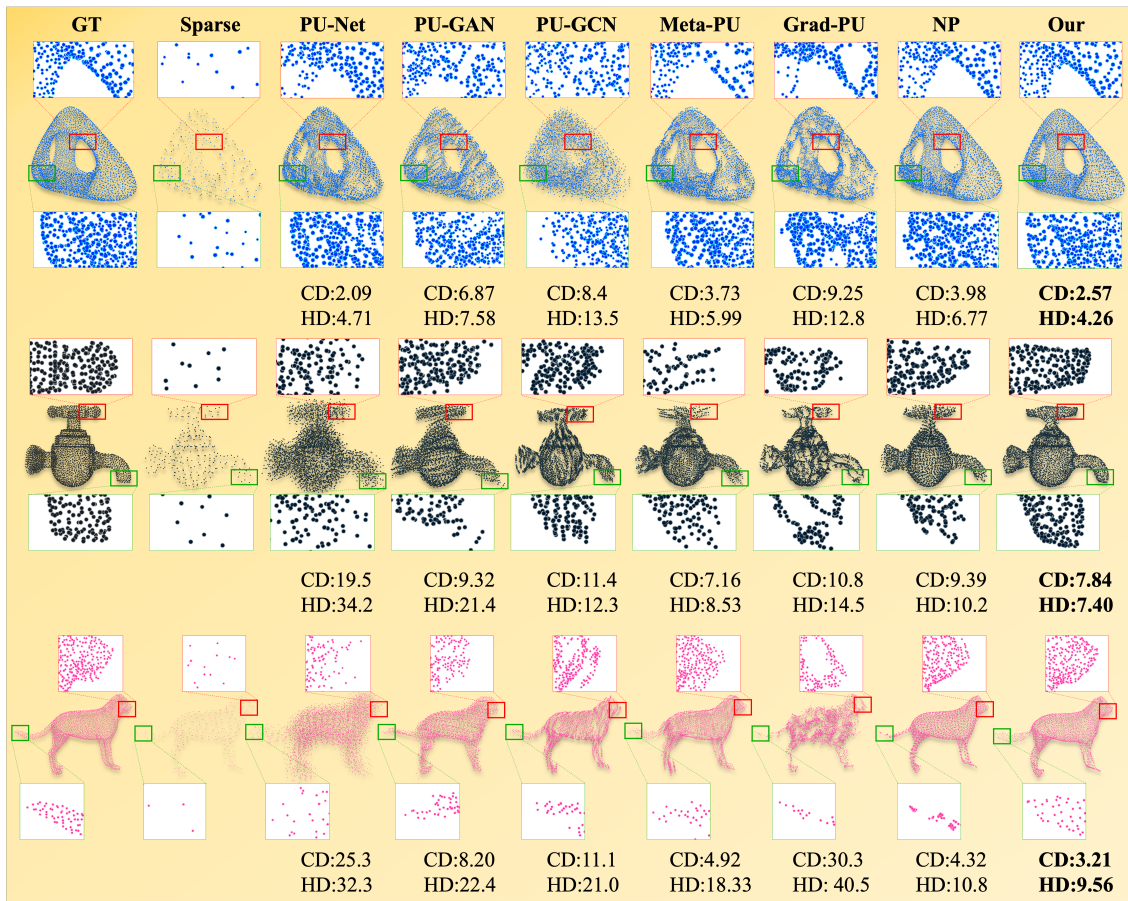 GT Sparse PU-Net PU-GAN PU-GCN Meta-PU Grad-PU NP Our
CD:2.09 CD:6.87 CD:8.4 CD:3.73 CD:9.25 CD:3.98 CD:2.57
HD:4.71 HD:7.58 HD:13.5 HD:5.99 HD:12.8 HD:6.77 HD:4.26
CD:19.5 CD:9.32 CD:11.4 CD:7.16 CD:10.8 CD:9.39 CD:7.84
HD:34.2 HD:21.4 HD:12.3 HD:8.53 HD:14.5 HD:10.2 HD:7.40
CD:25.3 CD:8.20 CD:11.1 CD:4.92 CD:30.3 CD:4.32 CD:3.21
HD:32.3 HD:22.4 HD:21.0 HD:18.33 HD: 40.5 HD:10.8 HD:9.56